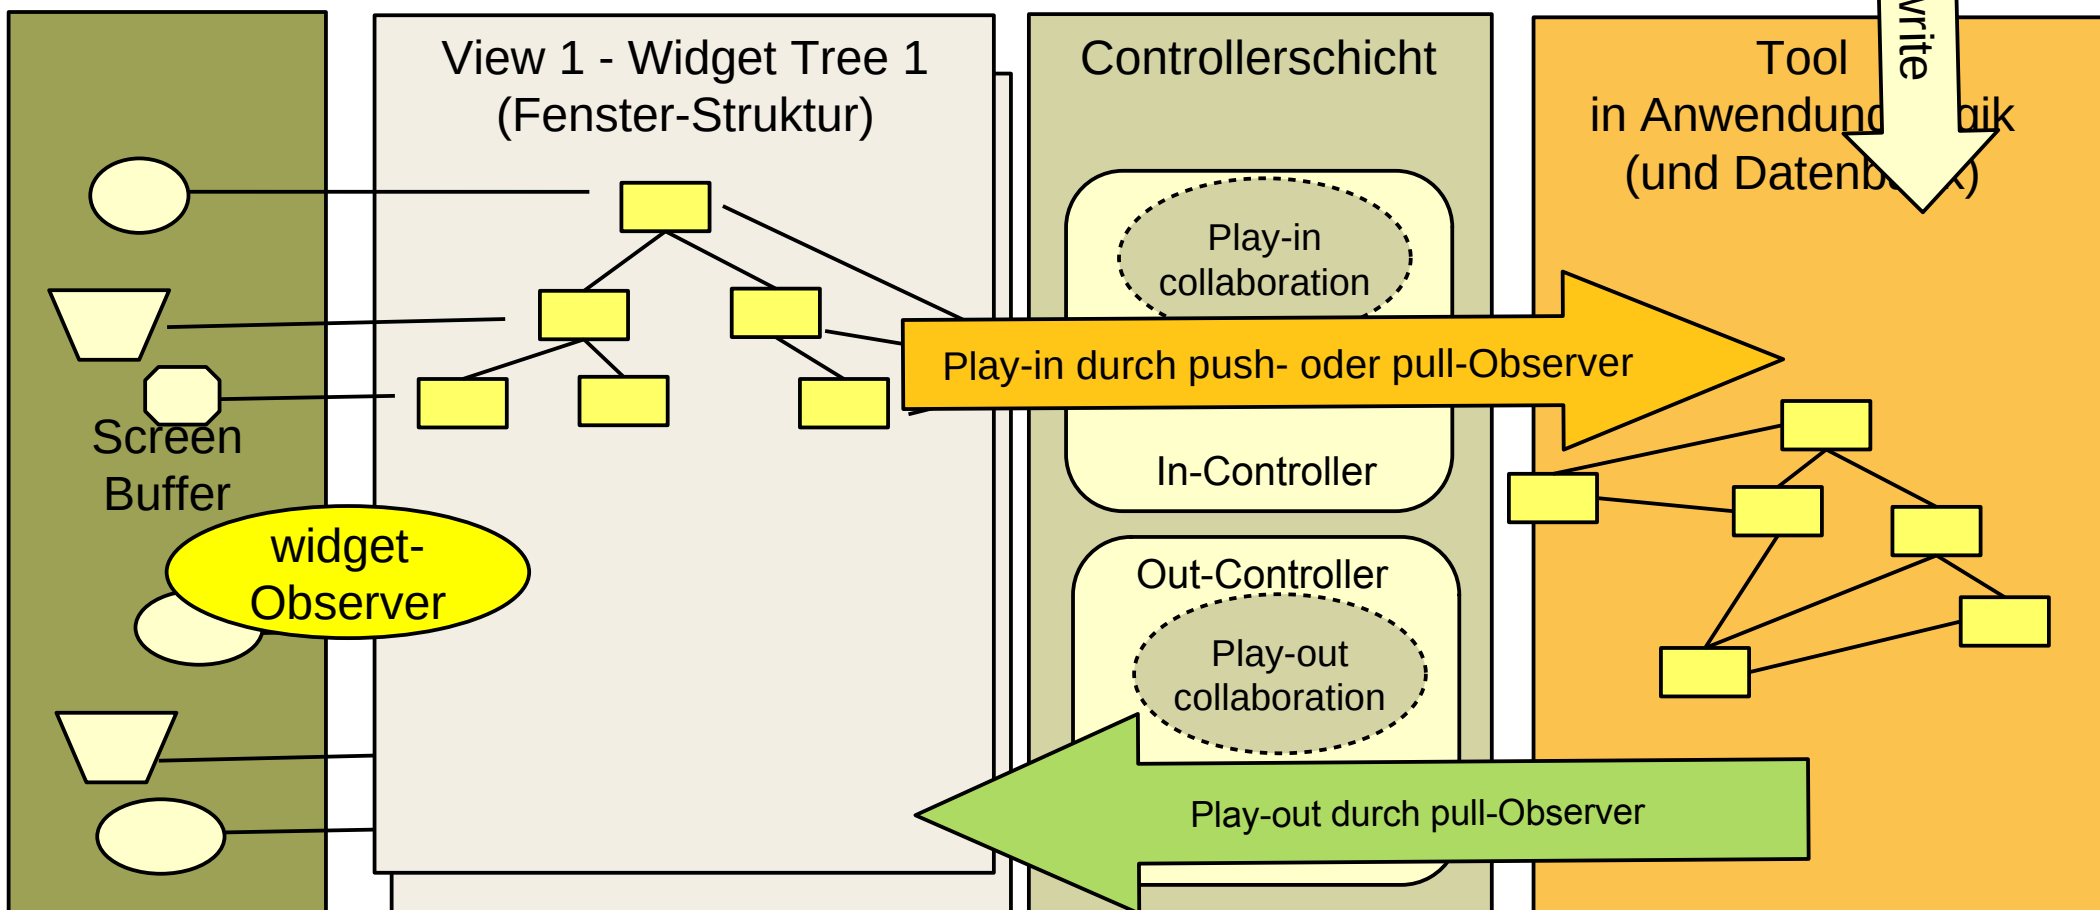 View 1 - Widget Tree 1
(Fenster-Struktur)
Controllerschicht
Tool
in Anwendung
(und Datenb
Play-in
collaboration
Play-in durch push- oder pull-Observer
In-Controller
Screen
Buffer
widget-
Observer
Out-Controller
Play-out
collaboration
Play-out durch pull-Observer